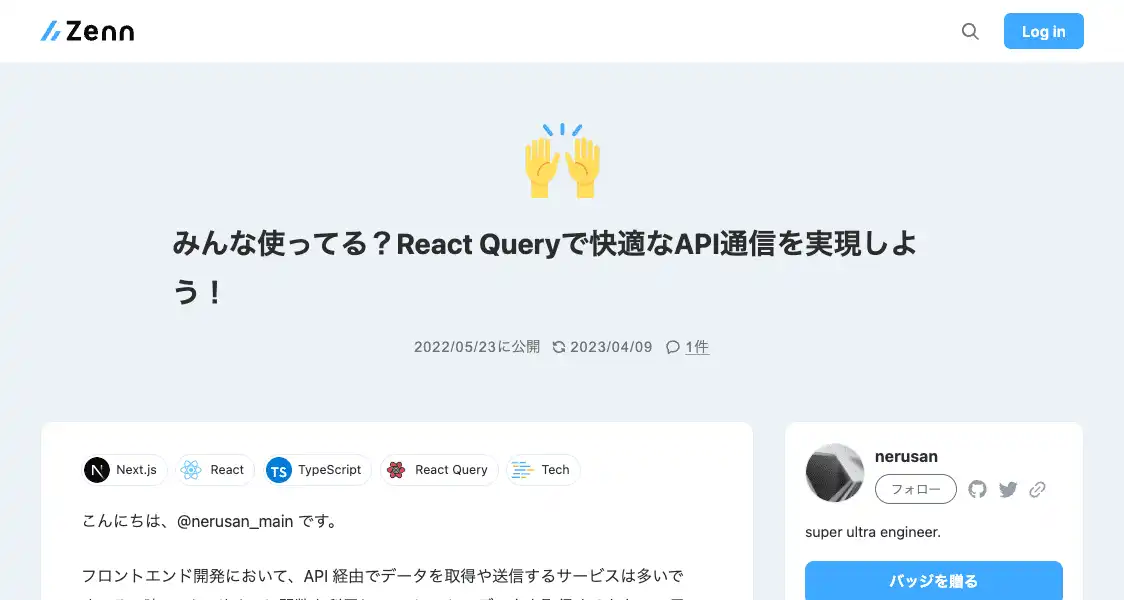 Zenn
Log in
みんな使ってる？React Queryで快適なAPI通信を実現しよ
う！
2022/05/23に公開 2023/04/09 1件
Next.js React TypeScript React Query Tech
こんにちは、@nerusan_main です。
フロントエンド開発において、API 経由でデータを取得や送信するサービスは多いで
nerusan
フォロー
super ultra engineer.
バッジを贈る